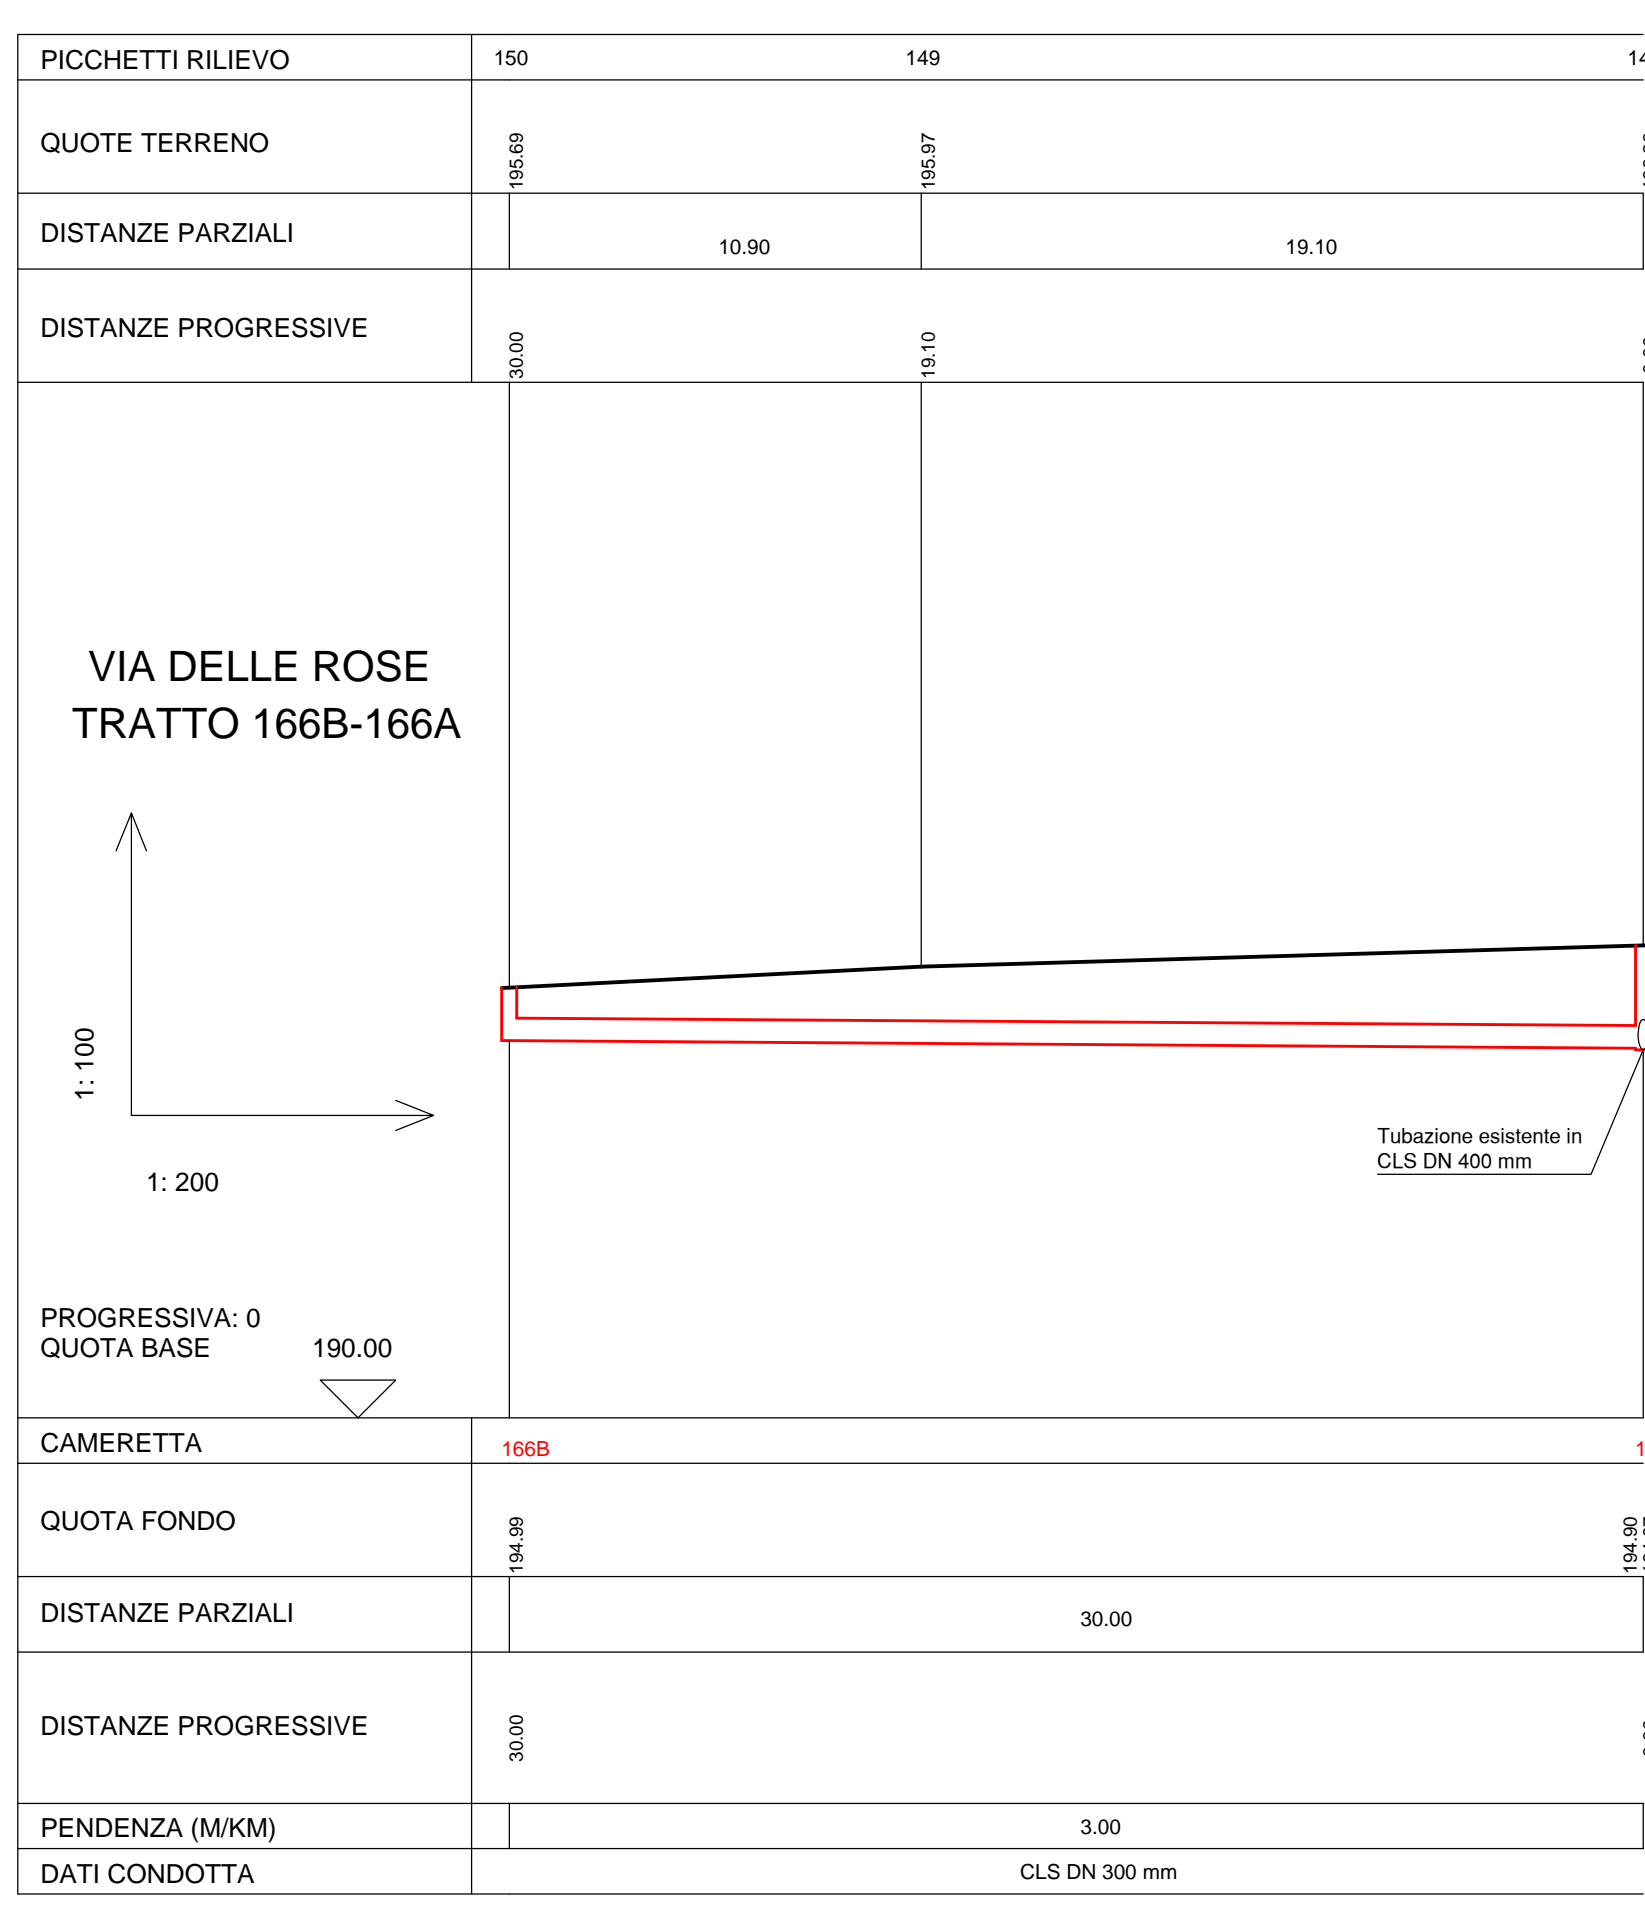 PICCHETTI RILIEVO 150 149
QUOTE TERRENO 195.69 195.97
DISTANZE PARZIALI 10.90 19.10
DISTANZE PROGRESSIVE 30.00 19.10
VIA DELLE ROSE
TRATTO 166B-166A
1: 100
1: 200
Tubazione esistente in
CLS DN 400 mm
PROGRESSIVA: 0
QUOTA BASE 190.00
CAMERETTA 166B
QUOTA FONDO 194.99 194.90
DISTANZE PARZIALI 30.00
DISTANZE PROGRESSIVE 30.00
PENDENZA (M/KM) 3.00
DATI CONDOTTA CLS DN 300 mm